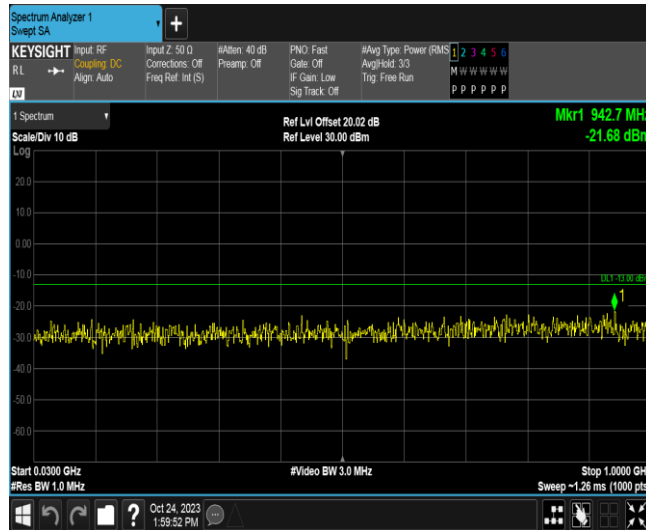 Spectrum Analyzer 1
Swept SA
KEYSIGHT
RL
LXI
Input: RF
Coupling: DC
Align: Auto
Input Z: 50 Ω
Corrections: Off
Freq Ref: Int (S)
#Atten: 40 dB
Preamp: Off
PNO: Fast
Gate: Off
IF Gain: Low
Sig Track: Off
#Avg Type: Power (RMS
Avg|Hold: 3/3
Trig: Free Run
1 2 3 4 5 6
M W W W W W
P P P P P P
1 Spectrum
Scale/Div 10 dB
Log
Ref Lvl Offset 20.02 dB
Ref Level 30.00 dBm
Mkr1 942.7 MHz
-21.68 dBm
20.0
10.0
0.00
-10.0
-20.0
-30.0
-40.0
-50.0
-60.0
DL1 -13.00 dB
1
Start 0.0300 GHz
#Res BW 1.0 MHz
#Video BW 3.0 MHz
Stop 1.0000 GH
Sweep ~1.26 ms (1000 pts
?
Oct 24, 2023
1:59:52 PM